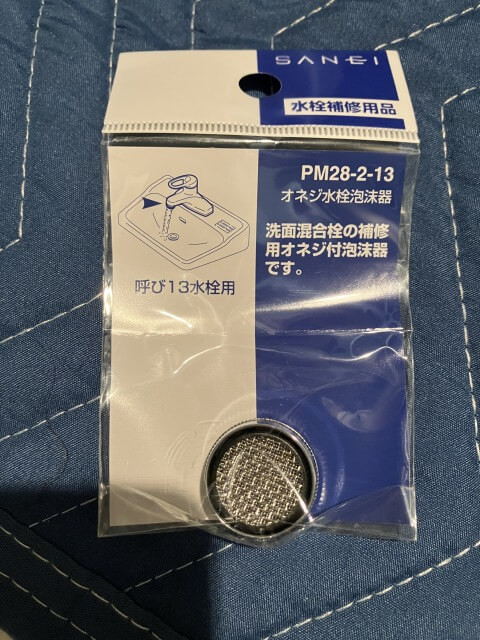 SANEI
水栓補修用品
PM28-2-13
オネジ水栓泡沫器
洗面混合栓の補修
用オネジ付泡沫器
です。
呼び13水栓用